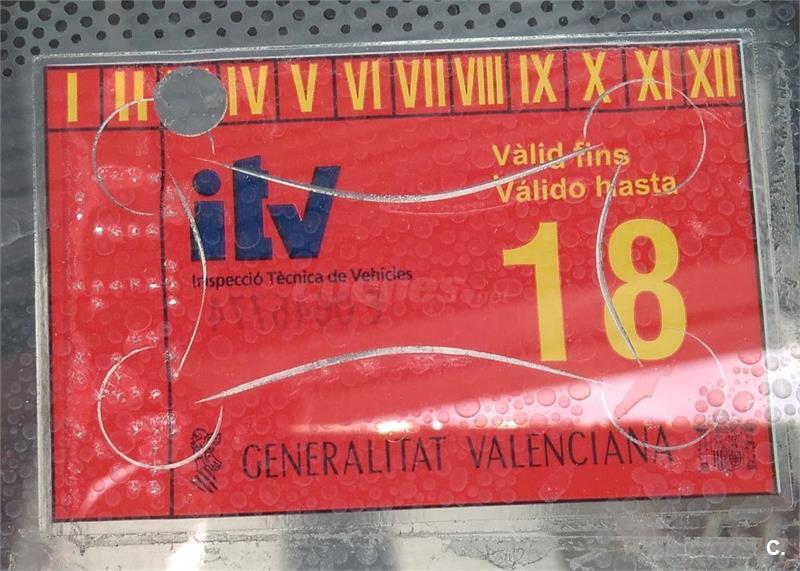 I II IV V VI VII VIII IX X XI XII
Vàlid fins
Válido hasta
itv
18
Inspecció Tècnica de Vehicles
GENERALITAT VALENCIANA
C.